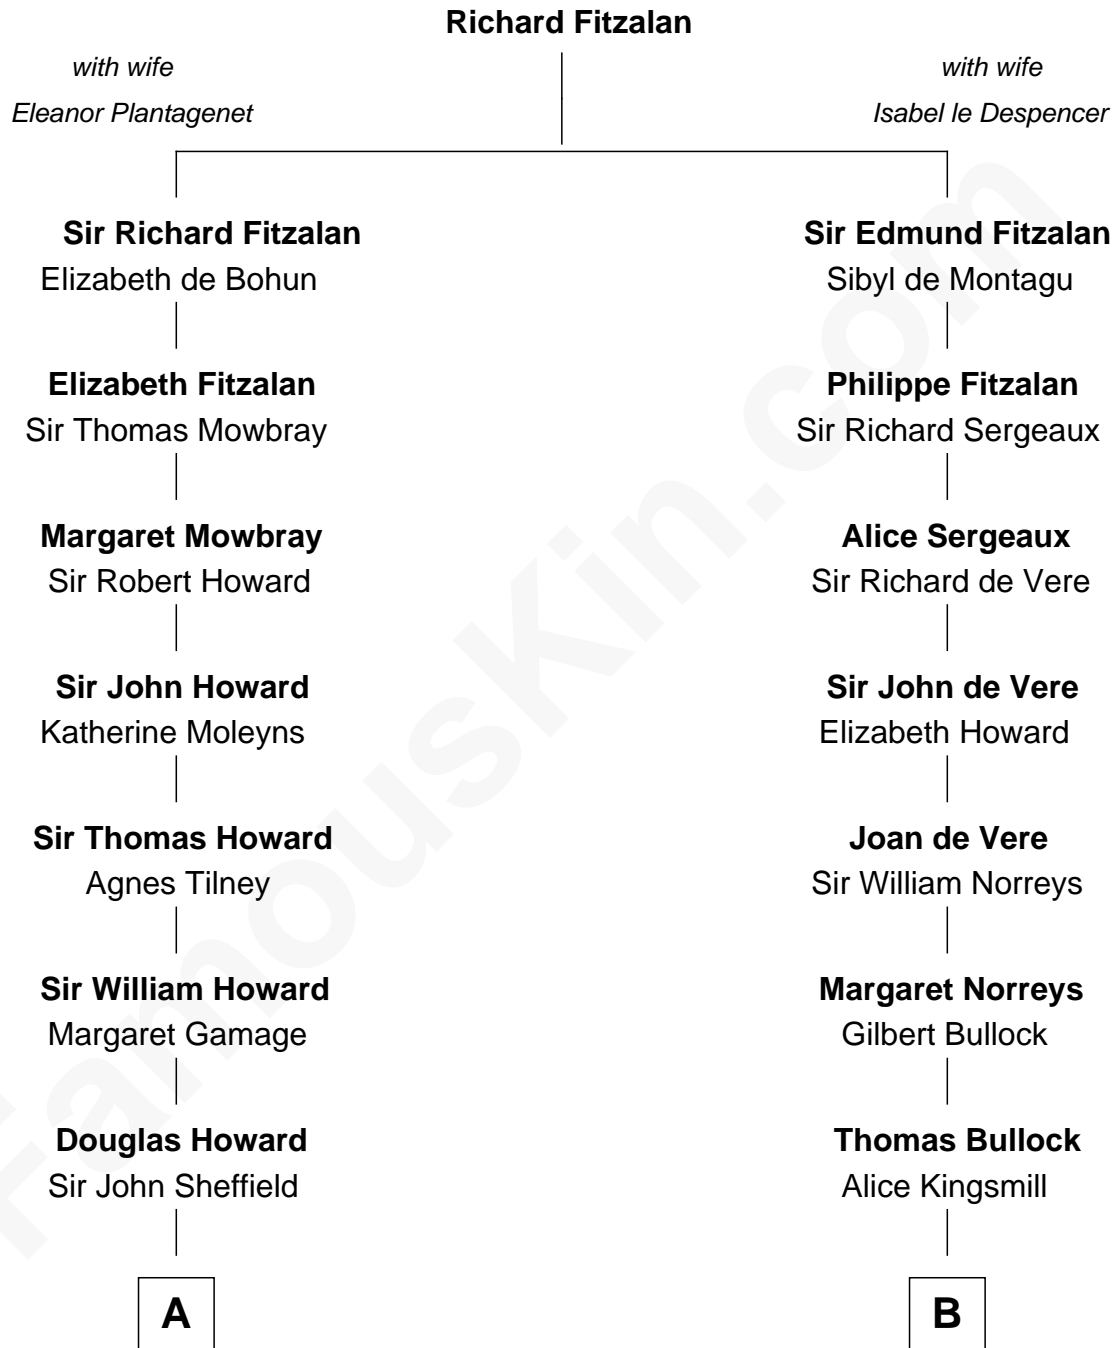 Richard Fitzalan
with wife
Eleanor Plantagenet
with wife
Isabel le Despencer
Sir Richard Fitzalan
Elizabeth de Bohun
Sir Edmund Fitzalan
Sibyl de Montagu
Elizabeth Fitzalan
Sir Thomas Mowbray
Philippe Fitzalan
Sir Richard Sergeaux
Margaret Mowbray
Sir Robert Howard
Alice Sergeaux
Sir Richard de Vere
Sir John Howard
Katherine Moleyns
Sir John de Vere
Elizabeth Howard
Sir Thomas Howard
Agnes Tilney
Joan de Vere
Sir William Norreys
Sir William Howard
Margaret Gamage
Margaret Norreys
Gilbert Bullock
Douglas Howard
Sir John Sheffield
Thomas Bullock
Alice Kingsmill
A
B
FamousKin.com